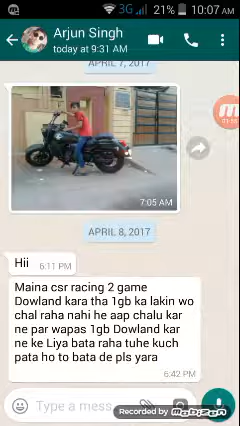 3G 21% 10:07 AM
Arjun Singh
today at 9:31 AM
APRIL 7, 2017
7:05 AM
APRIL 8, 2017
Hii 6:11 PM
Maina csr racing 2 game
Dowland kara tha 1gb ka lakin wo
chal raha nahi he aap chalu kar
ne par wapas 1gb Dowland kar
ne ke Liya bata raha tuhe kuch
pata ho to bata de pls yara
6:42 PM
Type a mess
Recorded by Mobizen